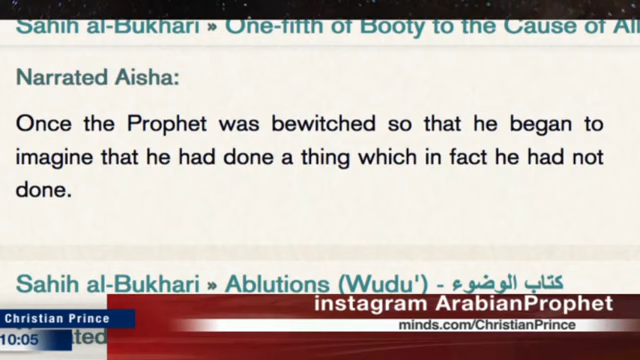 Sahih al-Bukhari » One-fifth of Booty to the Cause of All
Narrated Aisha:
Once the Prophet was bewitched so that he began to
imagine that he had done a thing which in fact he had not
done.
Sahih al-Bukhari » Ablutions (Wudu') - كتاب الوضوء
instagram ArabianProphet
Christian Prince
minds.com/ChristianPrince
10:05